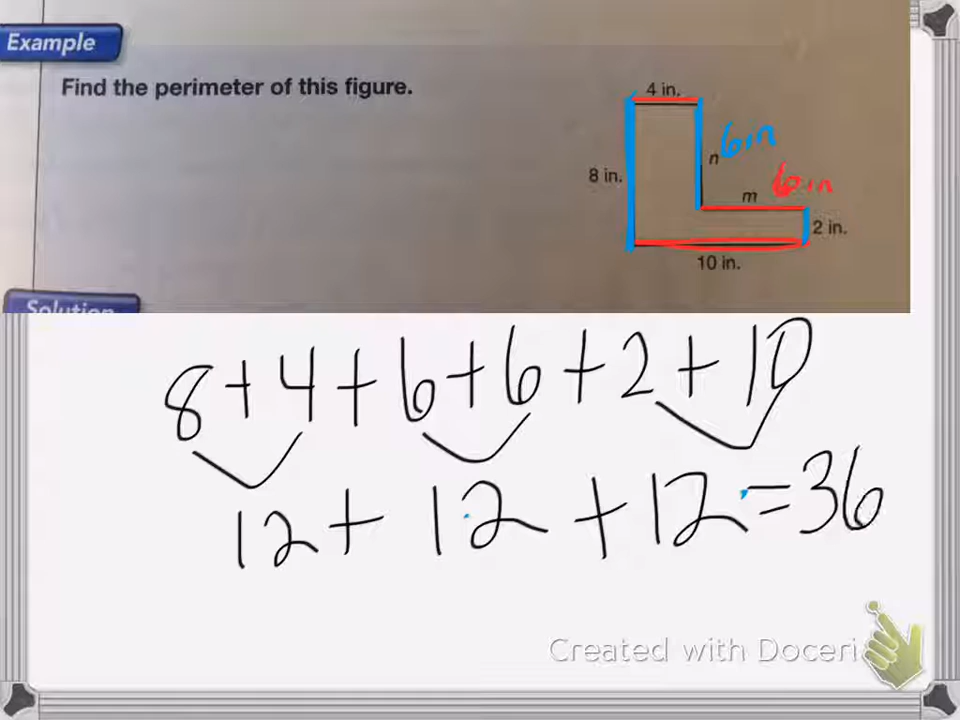 Example
Find the perimeter of this figure.
4 in.
8 in.
n 6in
m 6in
2 in.
10 in.
Solution
8+4+6+6+2+10
12+12+12=36
Created with Doceri